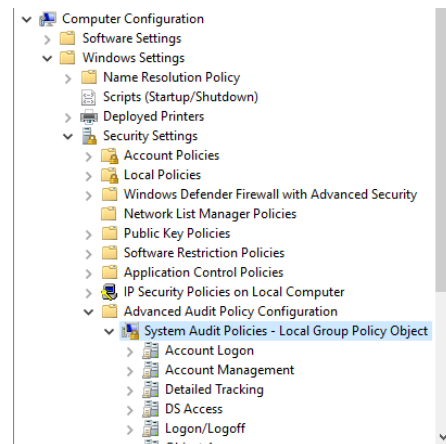 Computer Configuration
Software Settings
Windows Settings
Name Resolution Policy
Scripts (Startup/Shutdown)
Deployed Printers
Security Settings
Account Policies
Local Policies
Windows Defender Firewall with Advanced Security
Network List Manager Policies
Public Key Policies
Software Restriction Policies
Application Control Policies
IP Security Policies on Local Computer
Advanced Audit Policy Configuration
System Audit Policies - Local Group Policy Object
Account Logon
Account Management
Detailed Tracking
DS Access
Logon/Logoff